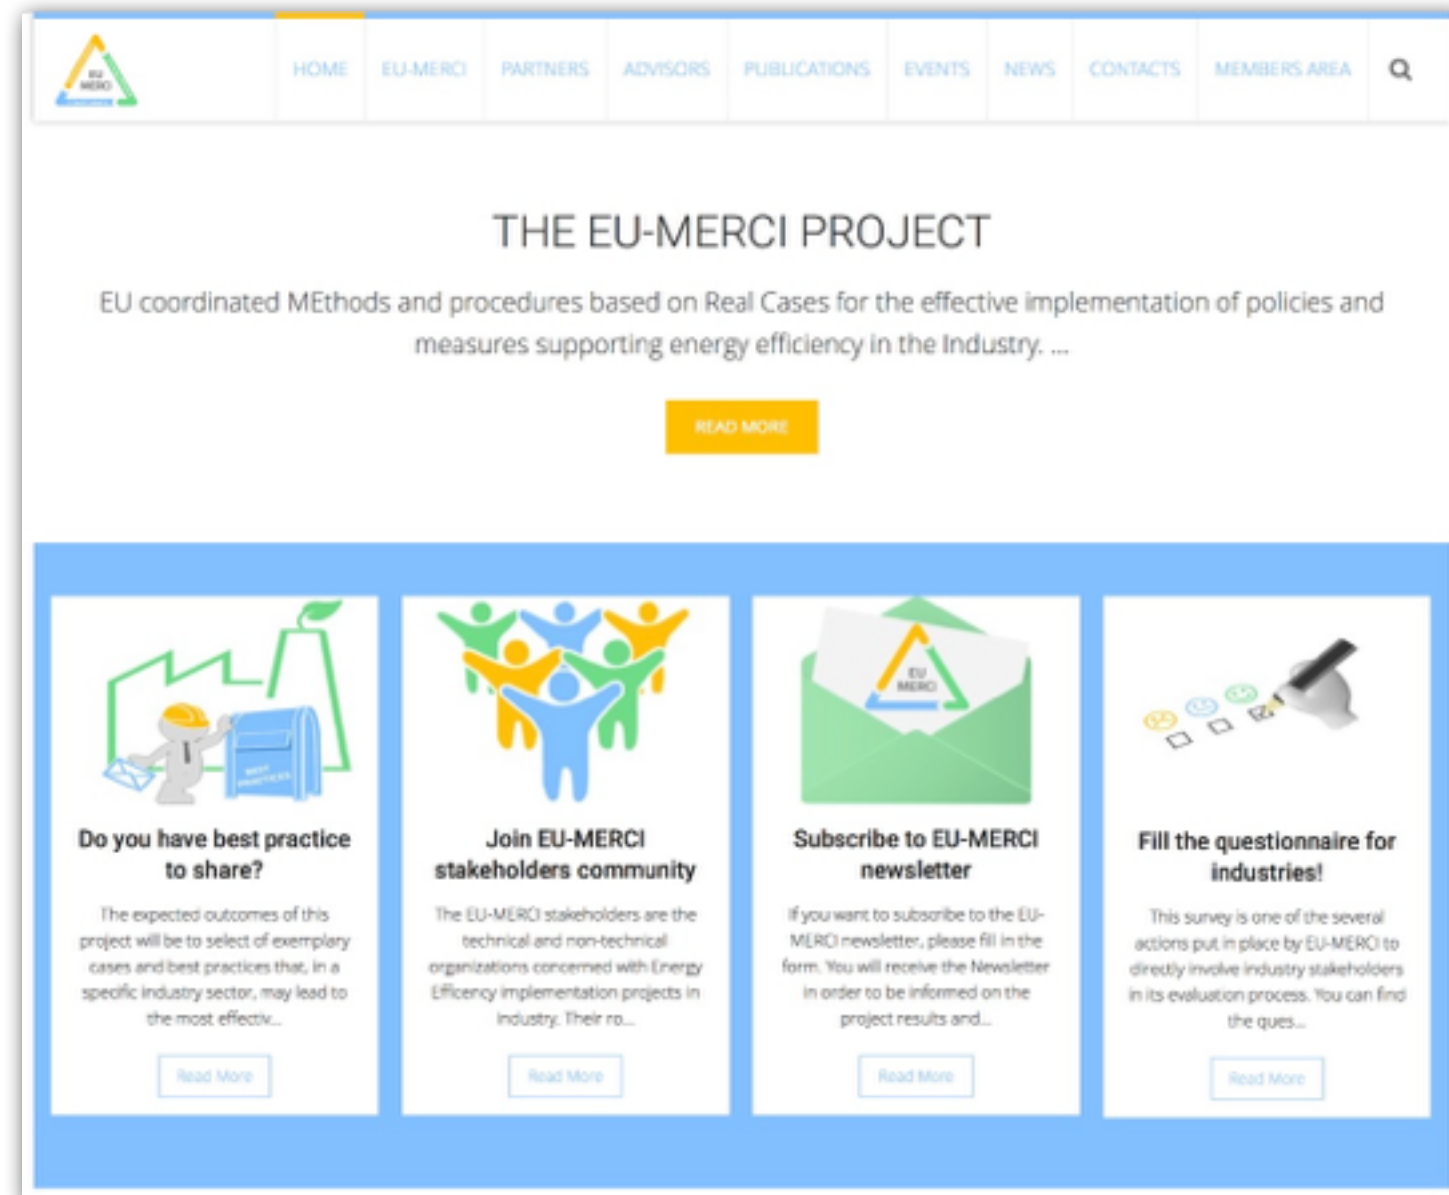 EU
MERCI
HOME EU-MERCI PARTNERS ADVISORS PUBLICATIONS EVENTS NEWS CONTACTS MEMBERS AREA
THE EU-MERCI PROJECT
EU coordinated MEthods and procedures based on Real Cases for the effective implementation of policies and
measures supporting energy efficiency in the Industry. ...
READ MORE
BEST
PRACTICES
Do you have best practice
to share?
The expected outcomes of this
project will be to select of exemplary
cases and best practices that, in a
specific industry sector, may lead to
the most effectiv...
Read More
Join EU-MERCI
stakeholders community
The EU-MERCI stakeholders are the
technical and non-technical
organizations concerned with Energy
Efficency implementation projects in
Industry. Their ro...
Read More
EU
MERCI
Subscribe to EU-MERCI
newsletter
If you want to subscribe to the EU-
MERCI newsletter, please fill in the
form. You will receive the Newsletter
in order to be informed on the
project results and...
Read More
Fill the questionnaire for
industries!
This survey is one of the several
actions put in place by EU-MERCI to
directly involve industry stakeholders
in its evaluation process. You can find
the ques...
Read More